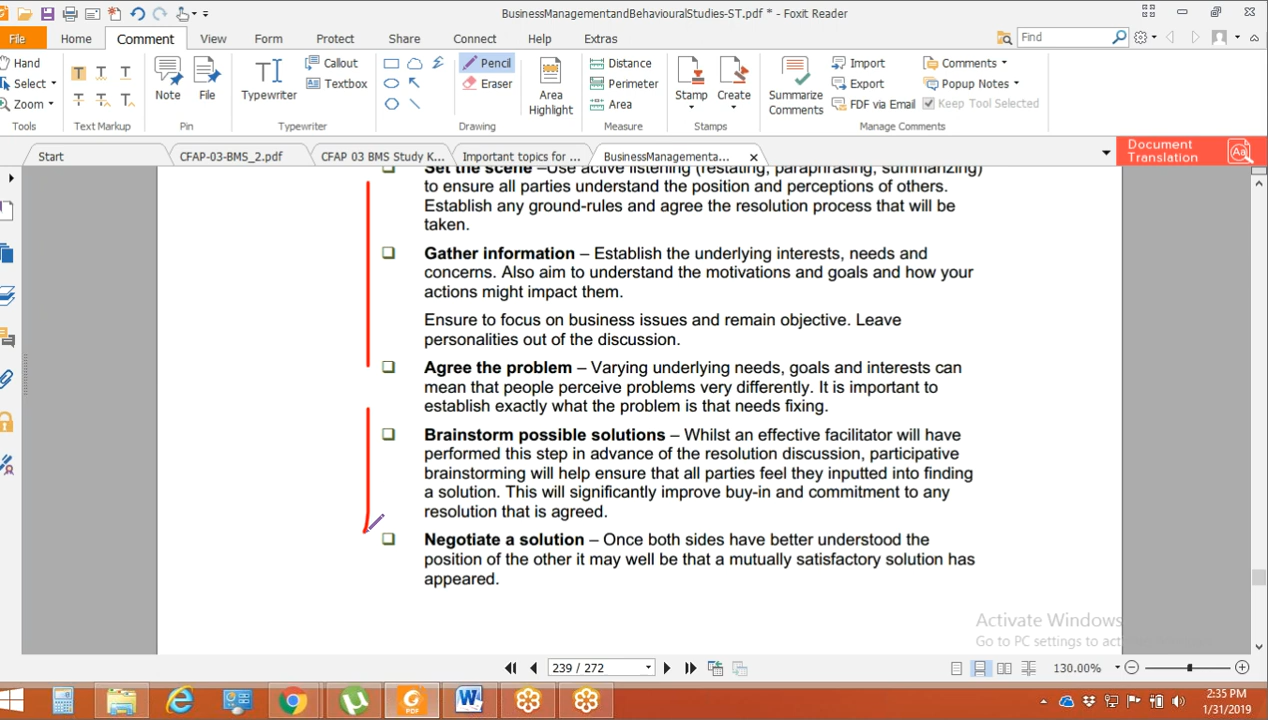 BusinessManagementandBehaviouralStudies-ST.pdf * - Foxit Reader
File Home Comment View Form Protect Share Connect Help Extras Find
Hand
Select
Zoom
Tools
T T T
T T T
Text Markup
Note File
Pin
Typewriter
Callout
Textbox
Typewriter
Pencil
Eraser
Area
Highlight
Drawing
Distance
Perimeter
Area
Measure
Stamp Create
Stamps
Summarize
Comments
Import
Export
FDF via Email
Comments
Popup Notes
Keep Tool Selected
Manage Comments
Start CFAP-03-BMS_2.pdf CFAP 03 BMS Study K... Important topics for ... BusinessManagementa...
Document
Translation
Set the scene –Use active listening (restating, paraphrasing, summarizing)
to ensure all parties understand the position and perceptions of others.
Establish any ground-rules and agree the resolution process that will be
taken.
Gather information – Establish the underlying interests, needs and
concerns. Also aim to understand the motivations and goals and how your
actions might impact them.
Ensure to focus on business issues and remain objective. Leave
personalities out of the discussion.
Agree the problem – Varying underlying needs, goals and interests can
mean that people perceive problems very differently. It is important to
establish exactly what the problem is that needs fixing.
Brainstorm possible solutions – Whilst an effective facilitator will have
performed this step in advance of the resolution discussion, participative
brainstorming will help ensure that all parties feel they inputted into finding
a solution. This will significantly improve buy-in and commitment to any
resolution that is agreed.
Negotiate a solution – Once both sides have better understood the
position of the other it may well be that a mutually satisfactory solution has
appeared.
Activate Windows
Go to PC settings to
239 / 272
130.00%
2:35 PM
1/31/2019